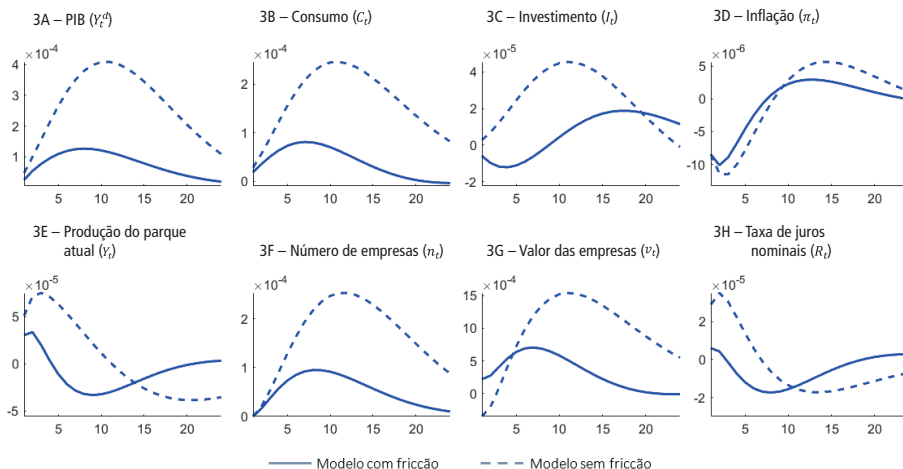 3A – PIB (Y_t^d)
×10⁻⁴
4
3
2
1
5 10 15 20
3B – Consumo (C_t)
×10⁻⁴
2
1
0
5 10 15 20
3C – Investimento (I_t)
×10⁻⁵
4
2
0
-2
5 10 15 20
3D – Inflação (π_t)
×10⁻⁶
5
0
-5
-10
5 10 15 20
3E – Produção do parque
atual (Y_t)
×10⁻⁵
5
0
-5
5 10 15 20
3F – Número de empresas (n_t)
×10⁻⁴
2
1
0
5 10 15 20
3G – Valor das empresas (v_t)
×10⁻⁴
15
10
5
0
5 10 15 20
3H – Taxa de juros
nominais (R_t)
×10⁻⁵
2
0
-2
5 10 15 20
Modelo com fricção Modelo sem fricção